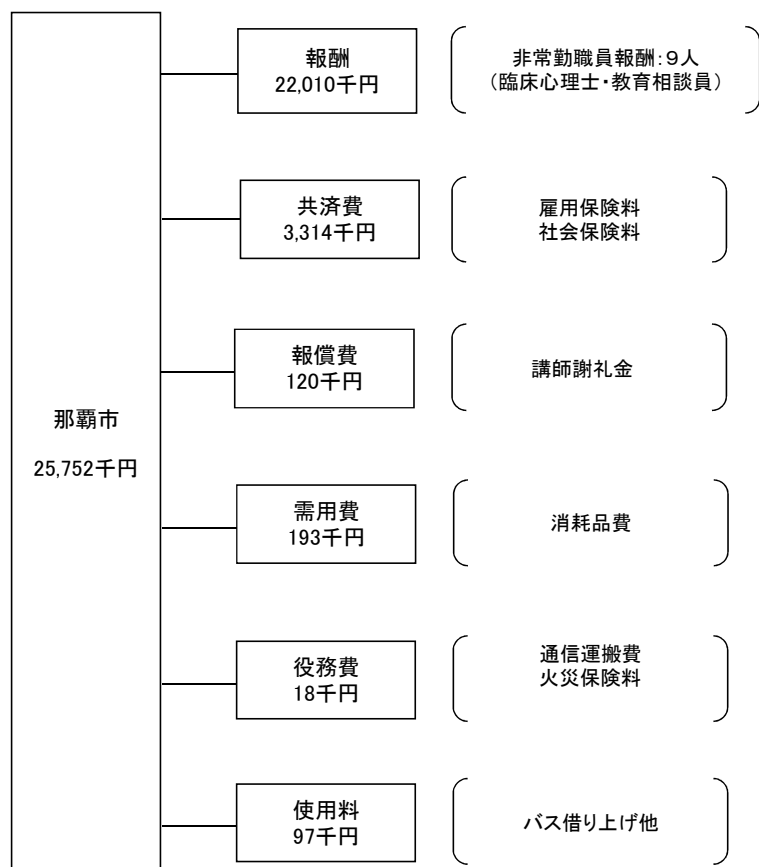 報酬
22,010千円
非常勤職員報酬:9人
(臨床心理士・教育相談員)
共済費
3,314千円
雇用保険料
社会保険料
報償費
120千円
講師謝礼金
那覇市
25,752千円
需用費
193千円
消耗品費
役務費
18千円
通信運搬費
火災保険料
使用料
97千円
バス借り上げ他